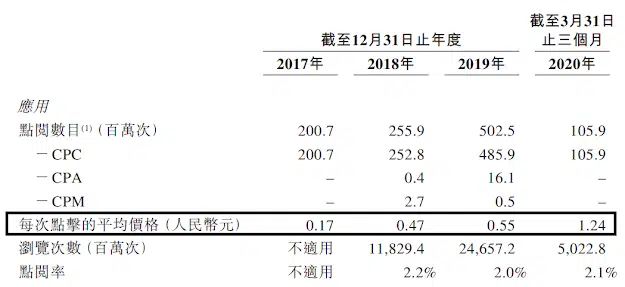 截至12月31日止年度 截至3月31日止三個月
2017年 2018年 2019年 2020年
應用
點閱數目(1)（百萬次） 200.7 255.9 502.5 105.9
－CPC 200.7 252.8 485.9 105.9
－CPA – 0.4 16.1 –
－CPM – 2.7 0.5 –
每次點擊的平均價格（人民幣元） 0.17 0.47 0.55 1.24
瀏覽次數（百萬次） 不適用 11,829.4 24,657.2 5,022.8
點閱率 不適用 2.2% 2.0% 2.1%